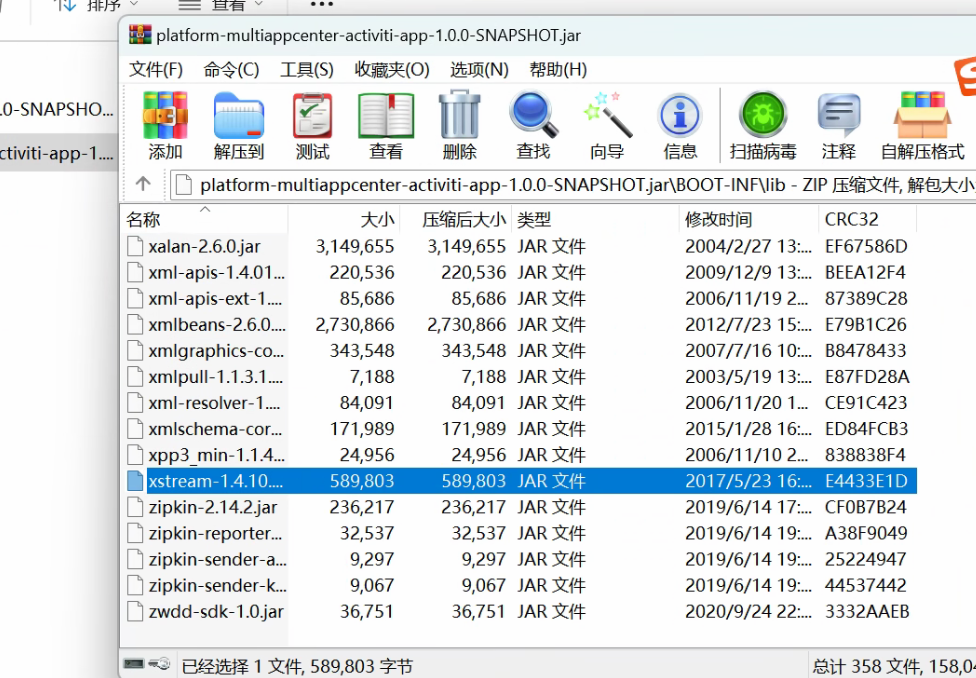 排序 查看 •••
platform-multiappcenter-activiti-app-1.0.0-SNAPSHOT.jar
文件(F) 命令(C) 工具(S) 收藏夹(O) 选项(N) 帮助(H)
.0-SNAPSHO...
ctiviti-app-1....
添加 解压到 测试 查看 删除 查找 向导 信息 扫描病毒 注释 自解压格式
platform-multiappcenter-activiti-app-1.0.0-SNAPSHOT.jar\BOOT-INF\lib - ZIP 压缩文件, 解包大小
名称 大小 压缩后大小 类型 修改时间 CRC32
xalan-2.6.0.jar 3,149,655 3,149,655 JAR 文件 2004/2/27 13:... EF67586D
xml-apis-1.4.01... 220,536 220,536 JAR 文件 2009/12/9 13:... BEEA12F4
xml-apis-ext-1.... 85,686 85,686 JAR 文件 2006/11/19 2... 87389C28
xmlbeans-2.6.0.... 2,730,866 2,730,866 JAR 文件 2012/7/23 15:... E79B1C26
xmlgraphics-co... 343,548 343,548 JAR 文件 2007/7/16 10:... B8478433
xmlpull-1.1.3.1.... 7,188 7,188 JAR 文件 2003/5/19 13:... E87FD28A
xml-resolver-1.... 84,091 84,091 JAR 文件 2006/11/20 1... CE91C423
xmlschema-cor... 171,989 171,989 JAR 文件 2015/1/28 16:... ED84FCB3
xpp3_min-1.1.4... 24,956 24,956 JAR 文件 2006/11/10 2... 838838F4
xstream-1.4.10.... 589,803 589,803 JAR 文件 2017/5/23 16:... E4433E1D
zipkin-2.14.2.jar 236,217 236,217 JAR 文件 2019/6/14 17:... CF0B7B24
zipkin-reporter... 32,537 32,537 JAR 文件 2019/6/14 19:... A38F9049
zipkin-sender-a... 9,297 9,297 JAR 文件 2019/6/14 19:... 25224947
zipkin-sender-k... 9,067 9,067 JAR 文件 2019/6/14 19:... 44537442
zwdd-sdk-1.0.jar 36,751 36,751 JAR 文件 2020/9/24 22:... 3332AAEB
已经选择 1 文件, 589,803 字节 总计 358 文件, 158,04